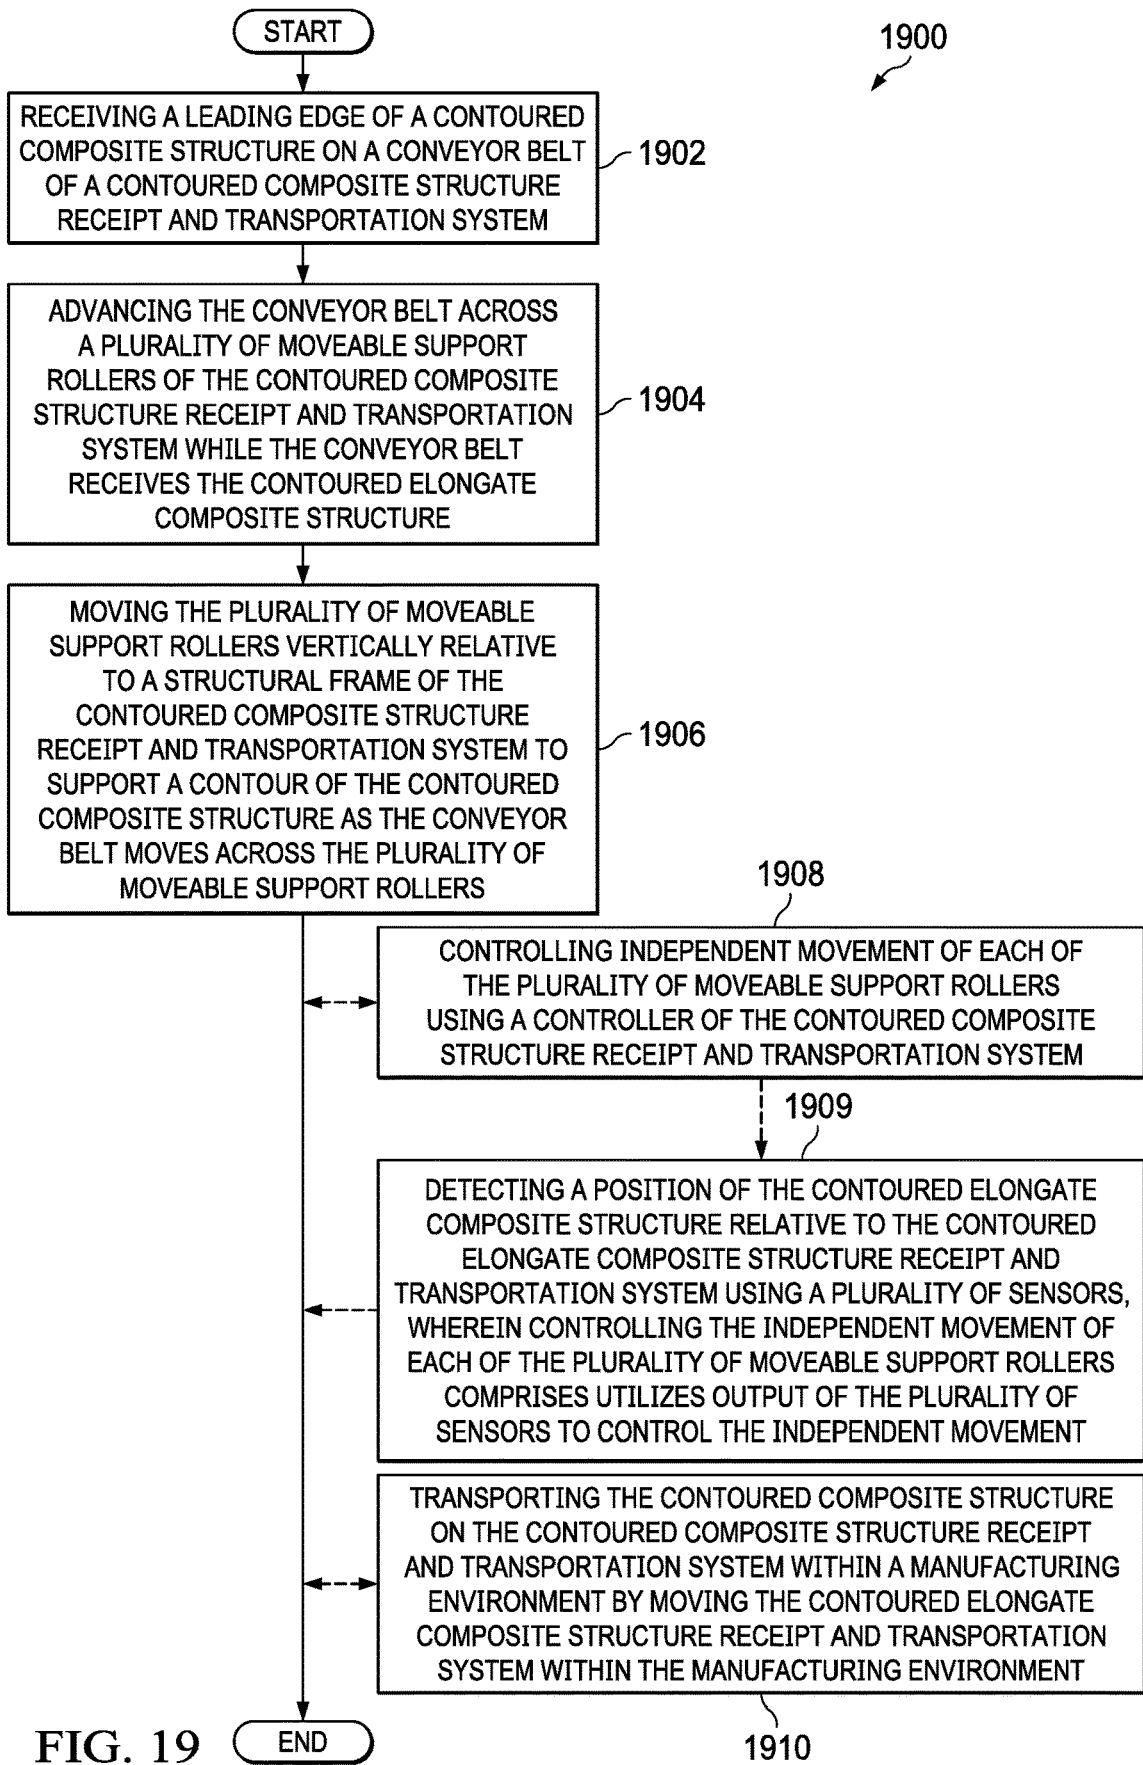 START
1900
RECEIVING A LEADING EDGE OF A CONTOURED
COMPOSITE STRUCTURE ON A CONVEYOR BELT
OF A CONTOURED COMPOSITE STRUCTURE
RECEIPT AND TRANSPORTATION SYSTEM
1902
ADVANCING THE CONVEYOR BELT ACROSS
A PLURALITY OF MOVEABLE SUPPORT
ROLLERS OF THE CONTOURED COMPOSITE
STRUCTURE RECEIPT AND TRANSPORTATION
SYSTEM WHILE THE CONVEYOR BELT
RECEIVES THE CONTOURED ELONGATE
COMPOSITE STRUCTURE
1904
MOVING THE PLURALITY OF MOVEABLE
SUPPORT ROLLERS VERTICALLY RELATIVE
TO A STRUCTURAL FRAME OF THE
CONTOURED COMPOSITE STRUCTURE
RECEIPT AND TRANSPORTATION SYSTEM TO
SUPPORT A CONTOUR OF THE CONTOURED
COMPOSITE STRUCTURE AS THE CONVEYOR
BELT MOVES ACROSS THE PLURALITY OF
MOVEABLE SUPPORT ROLLERS
1906
1908
CONTROLLING INDEPENDENT MOVEMENT OF EACH OF
THE PLURALITY OF MOVEABLE SUPPORT ROLLERS
USING A CONTROLLER OF THE CONTOURED COMPOSITE
STRUCTURE RECEIPT AND TRANSPORTATION SYSTEM
1909
DETECTING A POSITION OF THE CONTOURED ELONGATE
COMPOSITE STRUCTURE RELATIVE TO THE CONTOURED
ELONGATE COMPOSITE STRUCTURE RECEIPT AND
TRANSPORTATION SYSTEM USING A PLURALITY OF SENSORS,
WHEREIN CONTROLLING THE INDEPENDENT MOVEMENT OF
EACH OF THE PLURALITY OF MOVEABLE SUPPORT ROLLERS
COMPRISES UTILIZES OUTPUT OF THE PLURALITY OF
SENSORS TO CONTROL THE INDEPENDENT MOVEMENT
TRANSPORTING THE CONTOURED COMPOSITE STRUCTURE
ON THE CONTOURED COMPOSITE STRUCTURE RECEIPT
AND TRANSPORTATION SYSTEM WITHIN A MANUFACTURING
ENVIRONMENT BY MOVING THE CONTOURED ELONGATE
COMPOSITE STRUCTURE RECEIPT AND TRANSPORTATION
SYSTEM WITHIN THE MANUFACTURING ENVIRONMENT
1910
END
FIG. 19